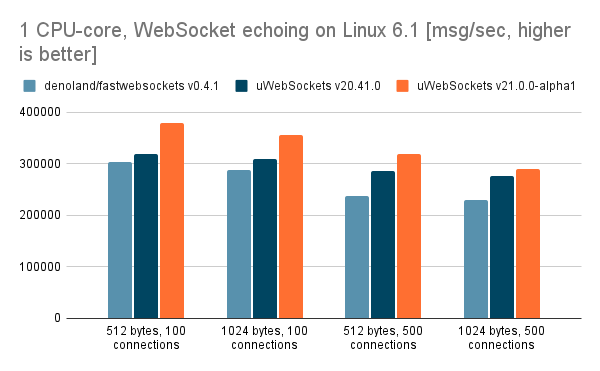 1 CPU-core, WebSocket echoing on Linux 6.1 [msg/sec, higher
is better]
denoland/fastwebsockets v0.4.1 uWebSockets v20.41.0 uWebSockets v21.0.0-alpha1
400000
300000
200000
100000
0
512 bytes, 100
connections
1024 bytes, 100
connections
512 bytes, 500
connections
1024 bytes, 500
connections